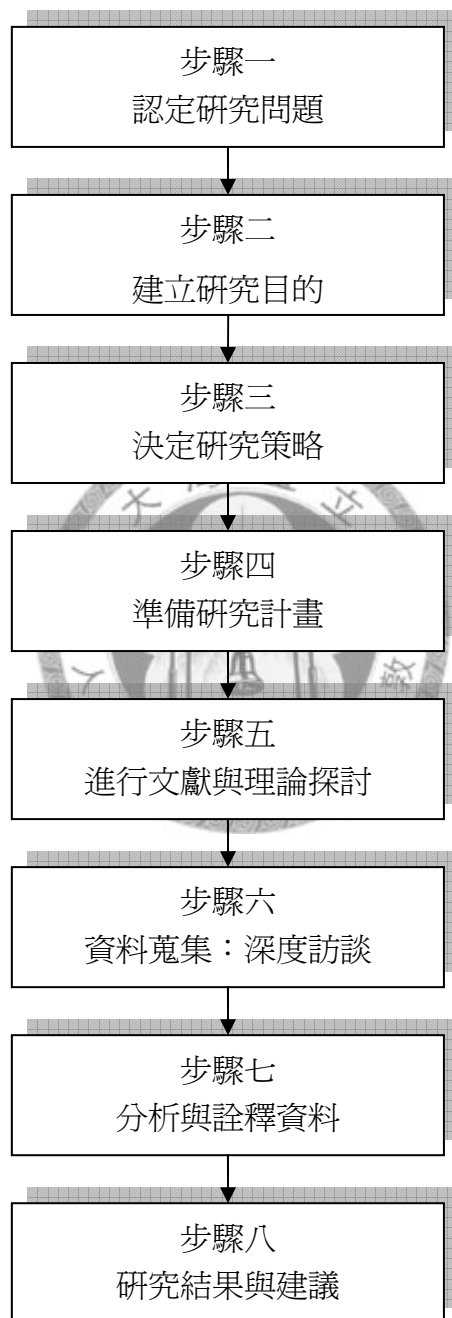 步驟一
認定研究問題
步驟二
建立研究目的
步驟三
決定研究策略
步驟四
準備研究計畫
步驟五
進行文獻與理論探討
步驟六
資料蒐集：深度訪談
步驟七
分析與詮釋資料
步驟八
研究結果與建議